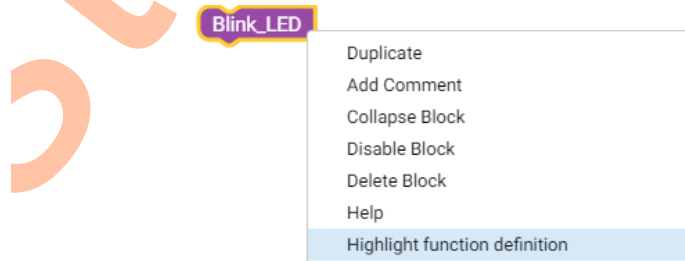 Blink_LED
Duplicate
Add Comment
Collapse Block
Disable Block
Delete Block
Help
Highlight function definition